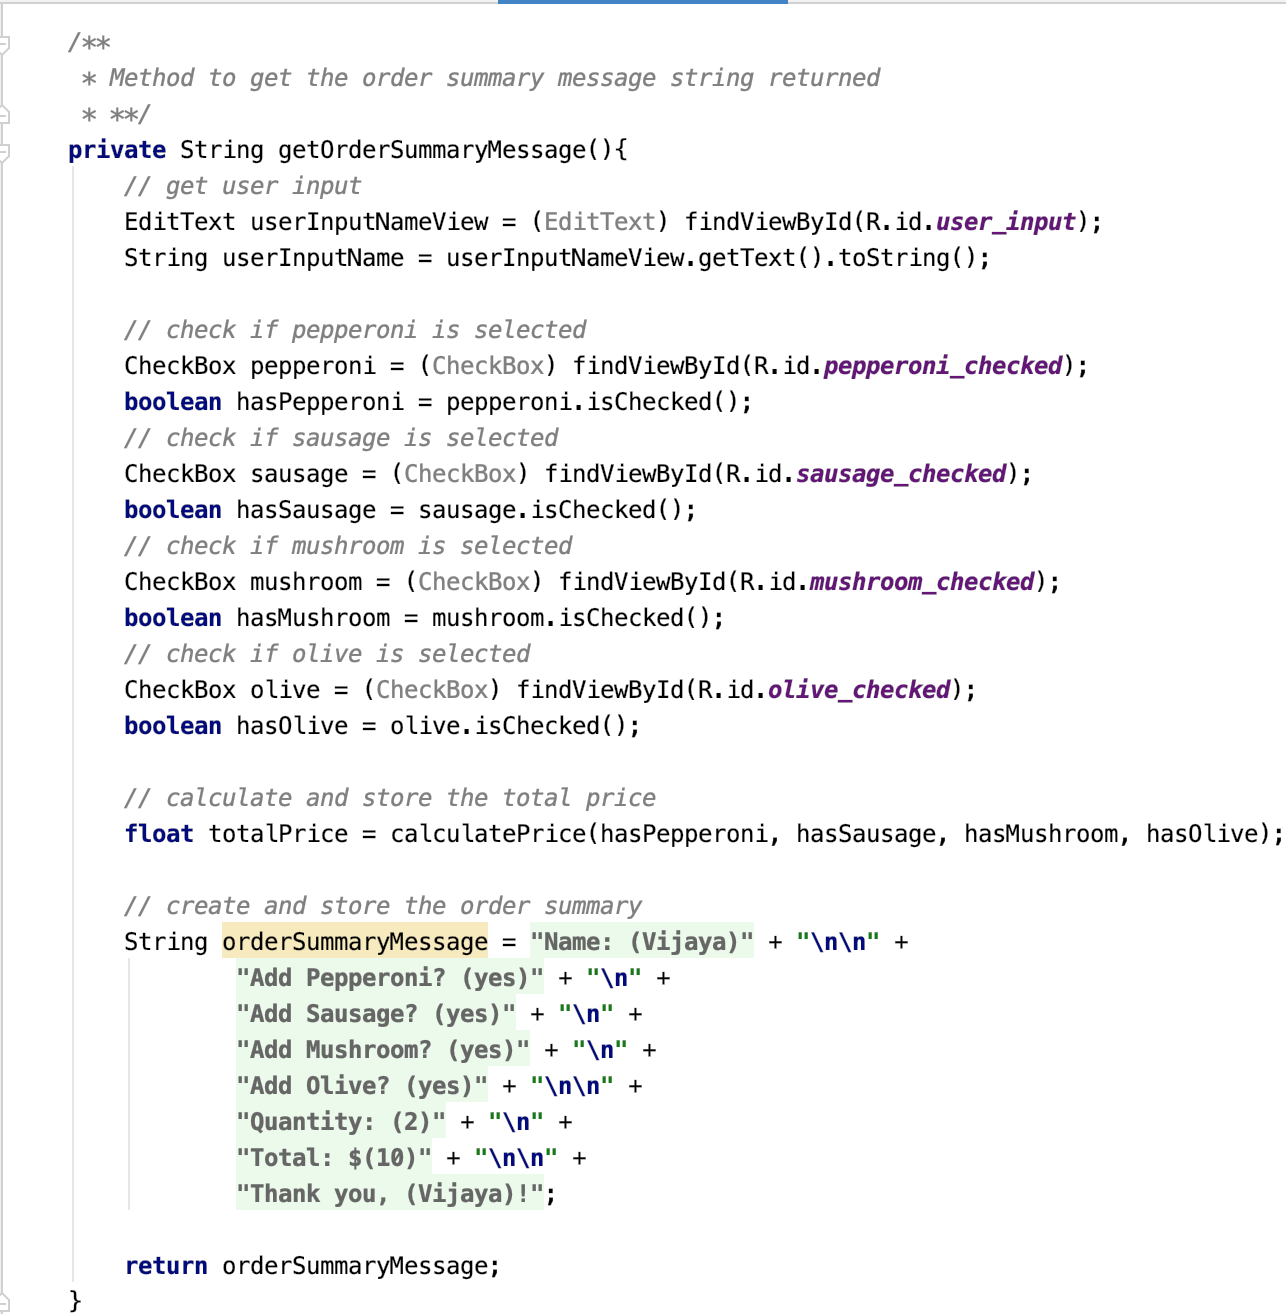 /**
 * Method to get the order summary message string returned
 * **/
private String getOrderSummaryMessage(){
    // get user input
    EditText userInputNameView = (EditText) findViewById(R.id.user_input);
    String userInputName = userInputNameView.getText().toString();

    // check if pepperoni is selected
    CheckBox pepperoni = (CheckBox) findViewById(R.id.pepperoni_checked);
    boolean hasPepperoni = pepperoni.isChecked();
    // check if sausage is selected
    CheckBox sausage = (CheckBox) findViewById(R.id.sausage_checked);
    boolean hasSausage = sausage.isChecked();
    // check if mushroom is selected
    CheckBox mushroom = (CheckBox) findViewById(R.id.mushroom_checked);
    boolean hasMushroom = mushroom.isChecked();
    // check if olive is selected
    CheckBox olive = (CheckBox) findViewById(R.id.olive_checked);
    boolean hasOlive = olive.isChecked();

    // calculate and store the total price
    float totalPrice = calculatePrice(hasPepperoni, hasSausage, hasMushroom, hasOlive);

    // create and store the order summary
    String orderSummaryMessage = "Name: (Vijaya)" + "\n\n" +
            "Add Pepperoni? (yes)" + "\n" +
            "Add Sausage? (yes)" + "\n" +
            "Add Mushroom? (yes)" + "\n" +
            "Add Olive? (yes)" + "\n\n" +
            "Quantity: (2)" + "\n" +
            "Total: $(10)" + "\n\n" +
            "Thank you, (Vijaya)!";

    return orderSummaryMessage;
}